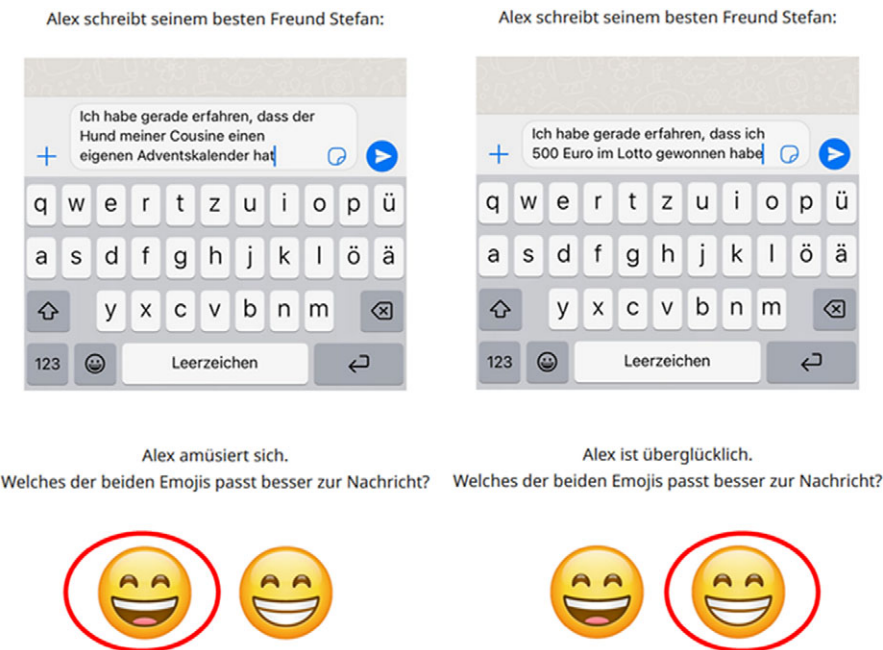 Alex schreibt seinem besten Freund Stefan:
Ich habe gerade erfahren, dass der
Hund meiner Cousine einen
eigenen Adventskalender hat
q w e r t z u i o p ü
a s d f g h j k l ö ä
y x c v b n m
123 Leerzeichen
Alex amüsiert sich.
Welches der beiden Emojis passt besser zur Nachricht?
Alex schreibt seinem besten Freund Stefan:
Ich habe gerade erfahren, dass ich
500 Euro im Lotto gewonnen habe
q w e r t z u i o p ü
a s d f g h j k l ö ä
y x c v b n m
123 Leerzeichen
Alex ist überglücklich.
Welches der beiden Emojis passt besser zur Nachricht?